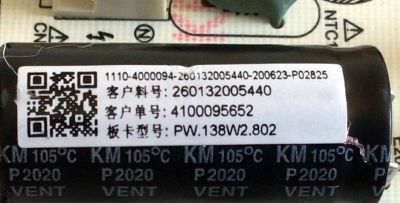 NTC1
CN
1110-4000094-260132005440-200623-P02825
客户料号: 260132005440
客户单号: 4100095652
板卡型号: PW.138W2.802
KM 105°C KM 105°C KM 105°C KM 105°C
P2020 P2020 P2020 P2020
VENT VENT VENT VENT